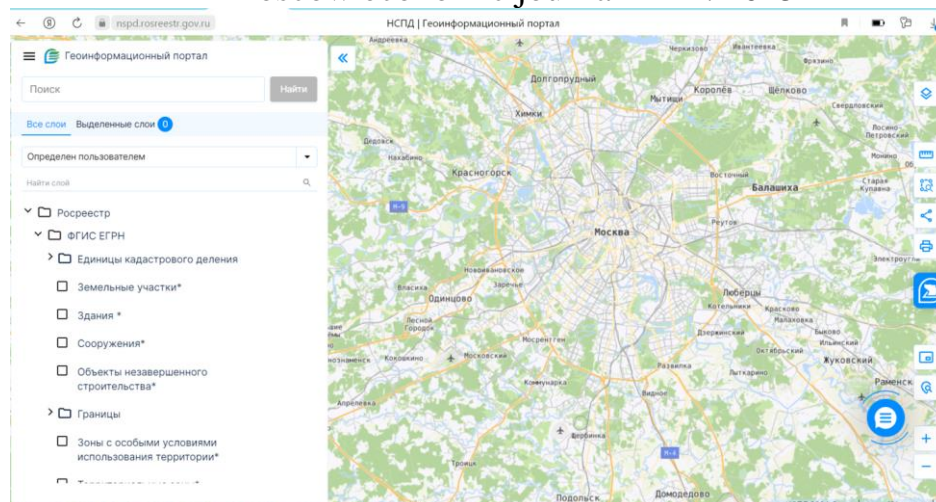 nspd.rosreestr.gov.ru
НСПД | Геоинформационный портал
Геоинформационный портал
Поиск
Найти
Все слои
Выделенные слои 0
Определен пользователем
Найти слой
Росреестр
ФГИС ЕГРН
Единицы кадастрового деления
Земельные участки*
Здания *
Сооружения*
Объекты незавершенного
строительства*
Границы
Зоны с особыми условиями
использования территории*
Андреевка
Черкизово
Ивантеевка
Фрязино
Долгопрудный
Мытищи
Королёв
Щёлково
Химки
Свердловский
Лосино-
Петровский
Дедовск
Нахабино
Монино
Красногорск
Восточный
Балашиха
Старая
Купавна
М-9
Реутов
Москва
Электроугли
Новоивановское
Заречье
Власиха
Одинцово
Люберцы
Котельники
Красково
Малаховка
Лесной
Городок
Мосрентген
Дзержинский
Быково
Ильинский
Октябрьский
Жуковский
Кокошкино
Московский
Развилка
Лыткарино
Коммунарка
Видное
Раменск
Апрелевка
Щербинка
М-4
Троицк
Подольск
Домодедово